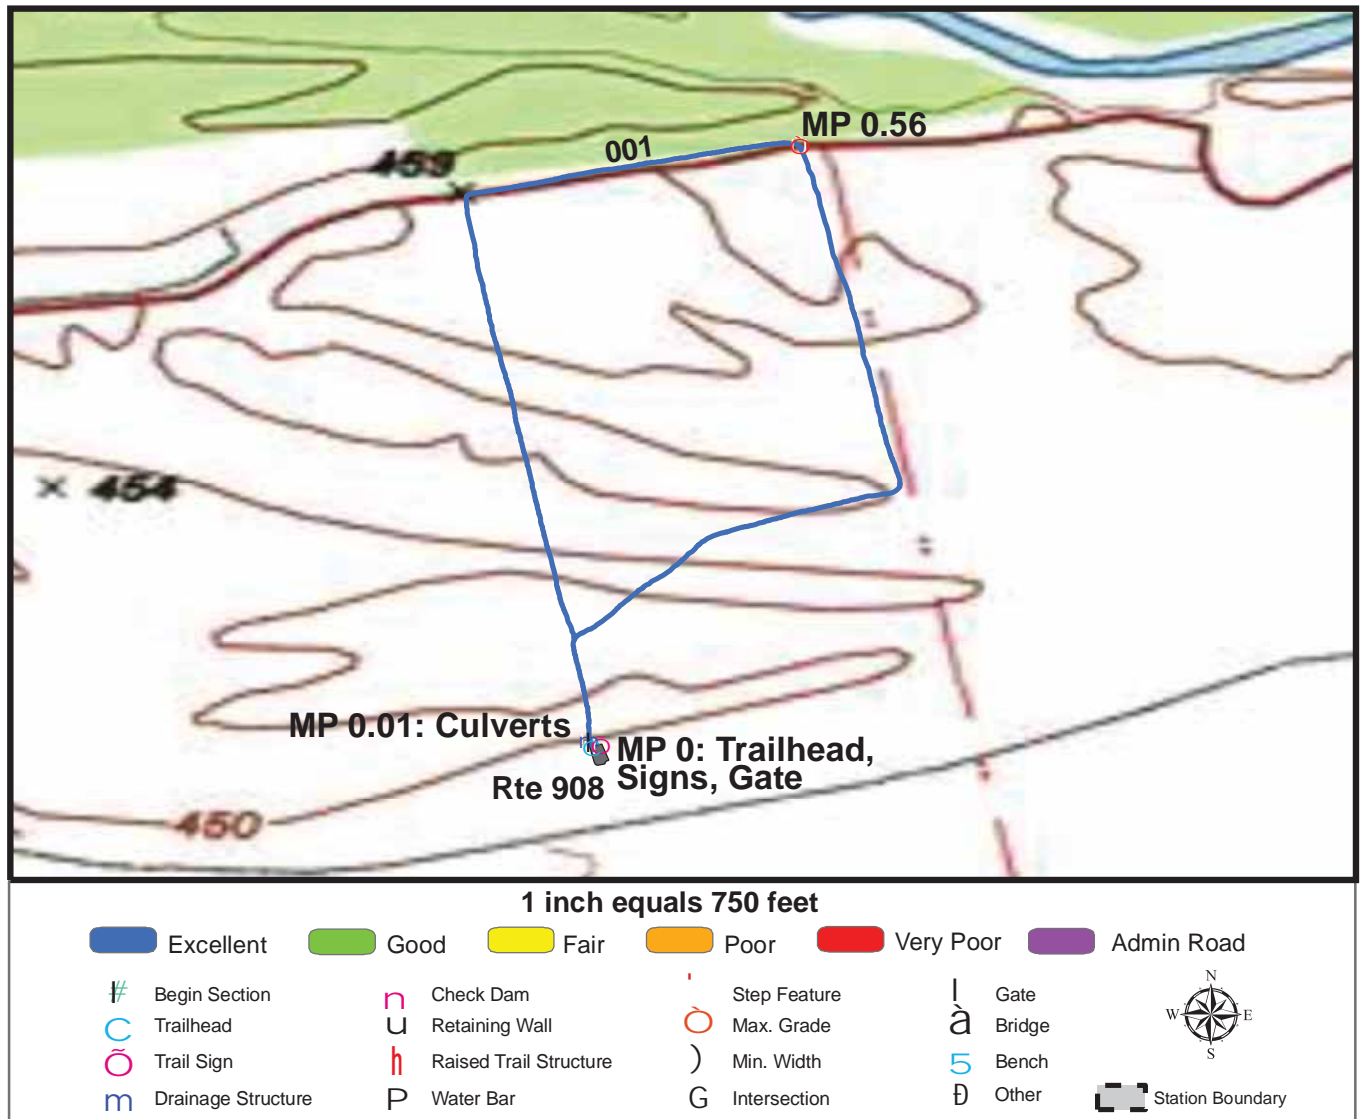 MP 0.56
001
459
454
MP 0.01: Culverts
MP 0: Trailhead,
Signs, Gate
Rte 908
450
1 inch equals 750 feet
Excellent
Good
Fair
Poor
Very Poor
Admin Road
Begin Section
Check Dam
Step Feature
Gate
Trailhead
Retaining Wall
Max. Grade
Bridge
Trail Sign
Raised Trail Structure
Min. Width
Bench
Drainage Structure
Water Bar
Intersection
Other
Station Boundary
N
W
E
S